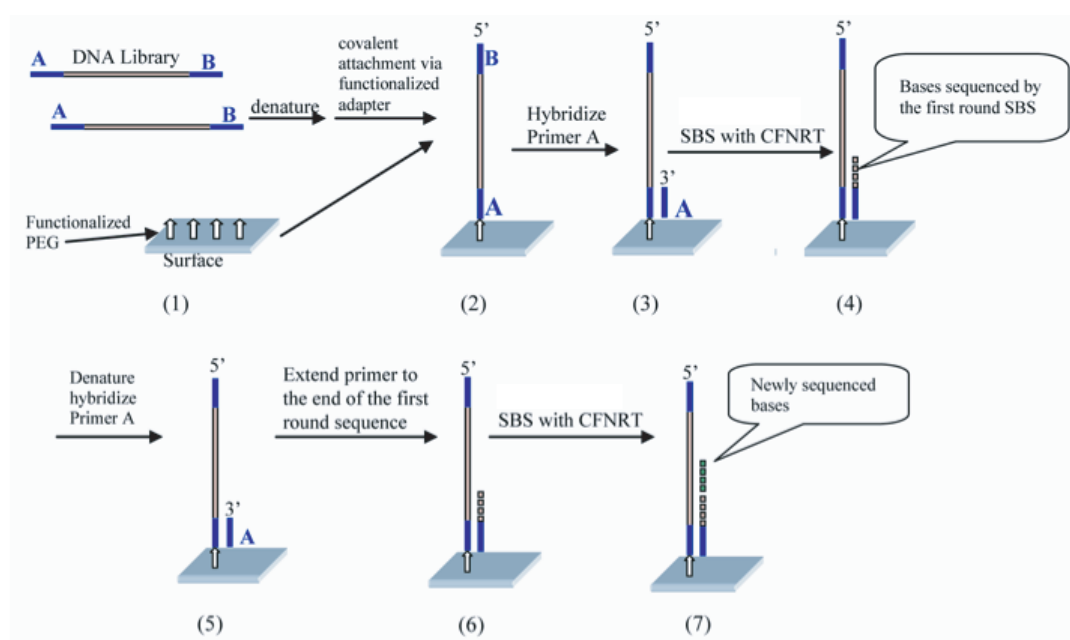 A
DNA Library
B
A
B
denature
covalent
attachment via
functionalized
adapter
Functionalized
PEG
Surface
(1)
5’
B
A
(2)
Hybridize
Primer A
5’
3’
A
(3)
SBS with CFNRT
5’
Bases sequenced by
the first round SBS
(4)
Denature
hybridize
Primer A
5’
3’
A
(5)
Extend primer to
the end of the first
round sequence
5’
(6)
SBS with CFNRT
5’
Newly sequenced
bases
(7)